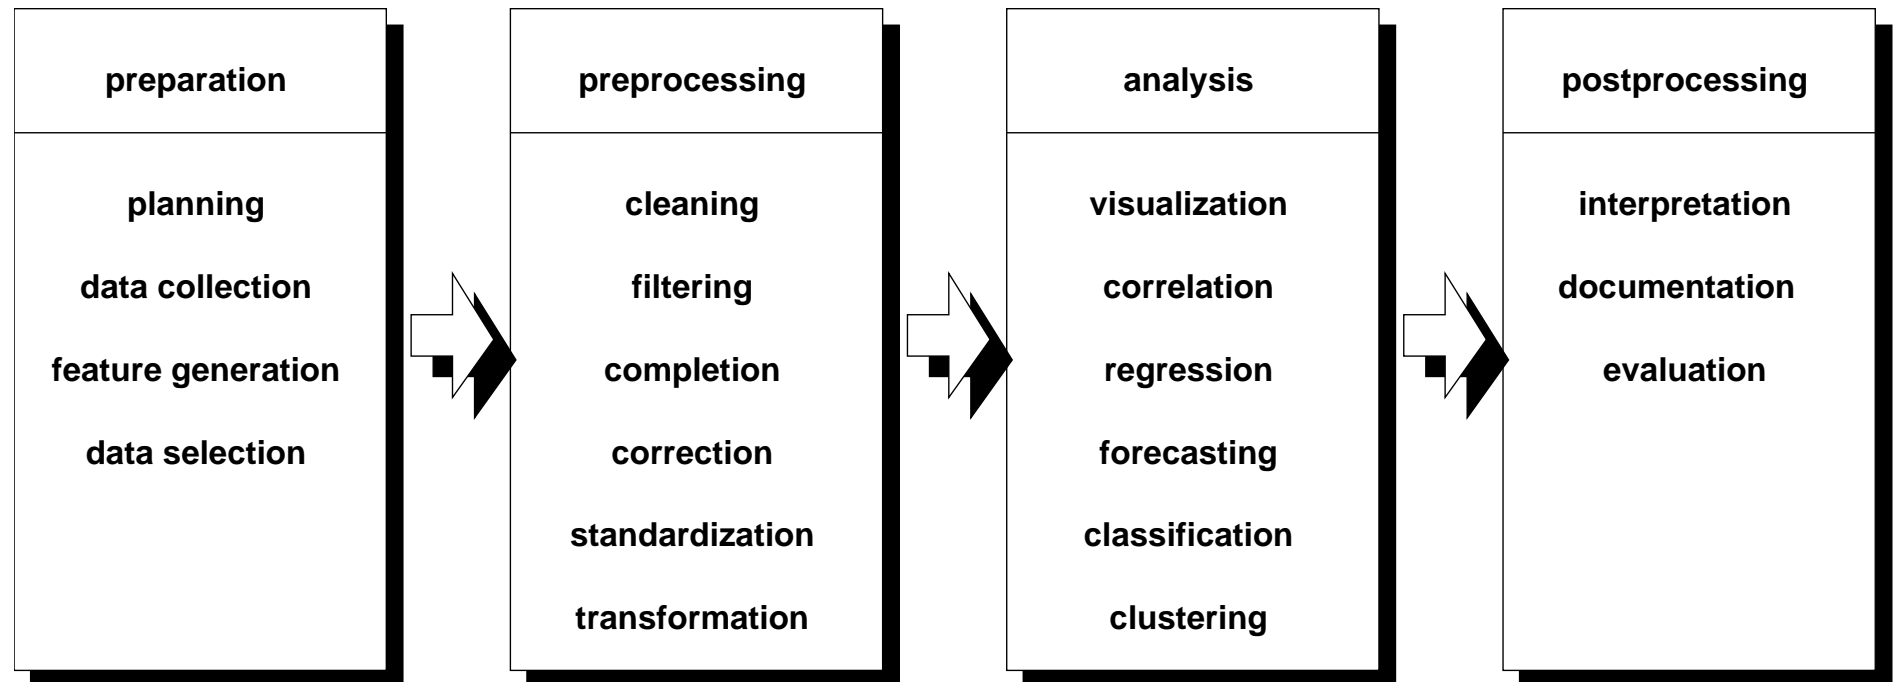 preparation
planning
data collection
feature generation
data selection
preprocessing
cleaning
filtering
completion
correction
standardization
transformation
analysis
visualization
correlation
regression
forecasting
classification
clustering
postprocessing
interpretation
documentation
evaluation